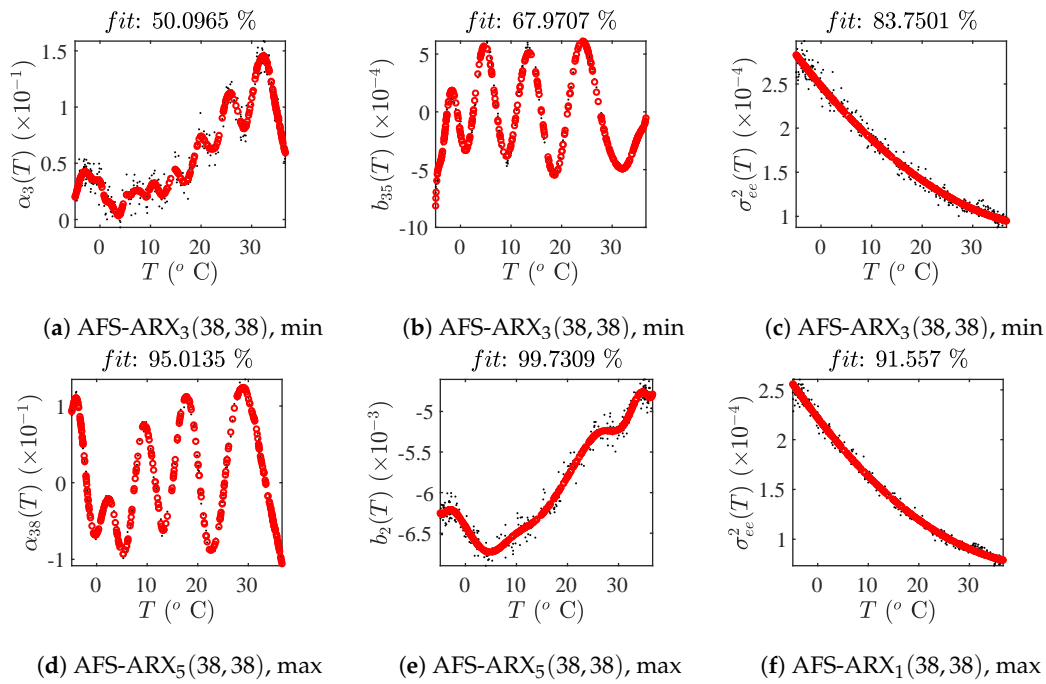 fit: 50.0965 %
fit: 67.9707 %
fit: 83.7501 %
α3(T) (×10−1)
1.5
1
0.5
0
0 10 20 30
T (o C)
b35(T) (×10−4)
5
0
-5
-10
0 10 20 30
T (o C)
σ2ee(T) (×10−4)
2.5
2
1.5
1
0 10 20 30
T (o C)
(a) AFS-ARX3(38, 38), min
(b) AFS-ARX3(38, 38), min
(c) AFS-ARX3(38, 38), min
fit: 95.0135 %
fit: 99.7309 %
fit: 91.557 %
α38(T) (×10−1)
1
0
-1
0 10 20 30
T (o C)
b2(T) (×10−3)
-5
-5.5
-6
-6.5
0 10 20 30
T (o C)
σ2ee(T) (×10−4)
2.5
2
1.5
1
0 10 20 30
T (o C)
(d) AFS-ARX5(38, 38), max
(e) AFS-ARX5(38, 38), max
(f) AFS-ARX1(38, 38), max